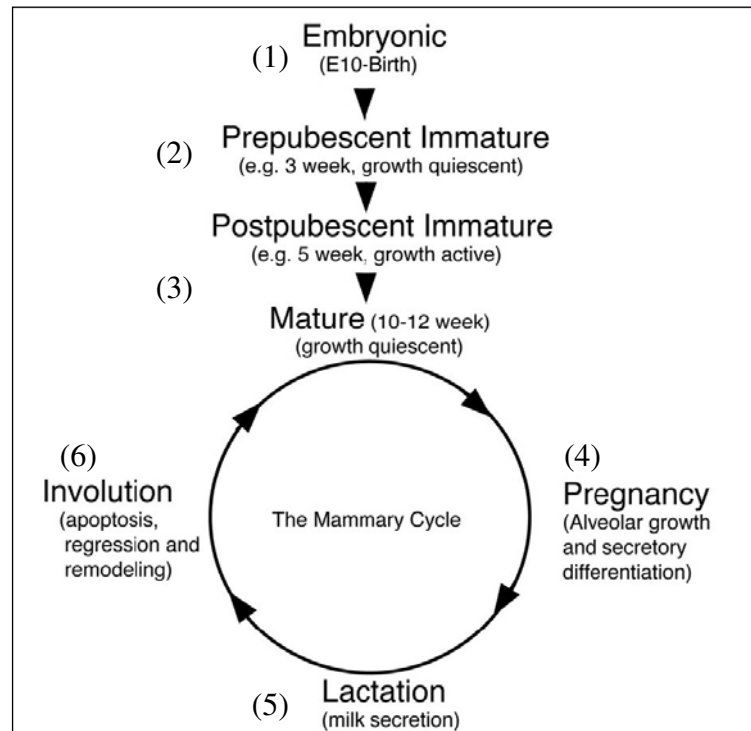 (1) Embryonic
(E10-Birth)
(2) Prepubescent Immature
(e.g. 3 week, growth quiescent)
Postpubescent Immature
(e.g. 5 week, growth active)
(3)
Mature (10-12 week)
(growth quiescent)
(6)
Involution
(apoptosis,
regression and
remodeling)
The Mammary Cycle
(4)
Pregnancy
(Alveolar growth
and secretory
differentiation)
(5) Lactation
(milk secretion)